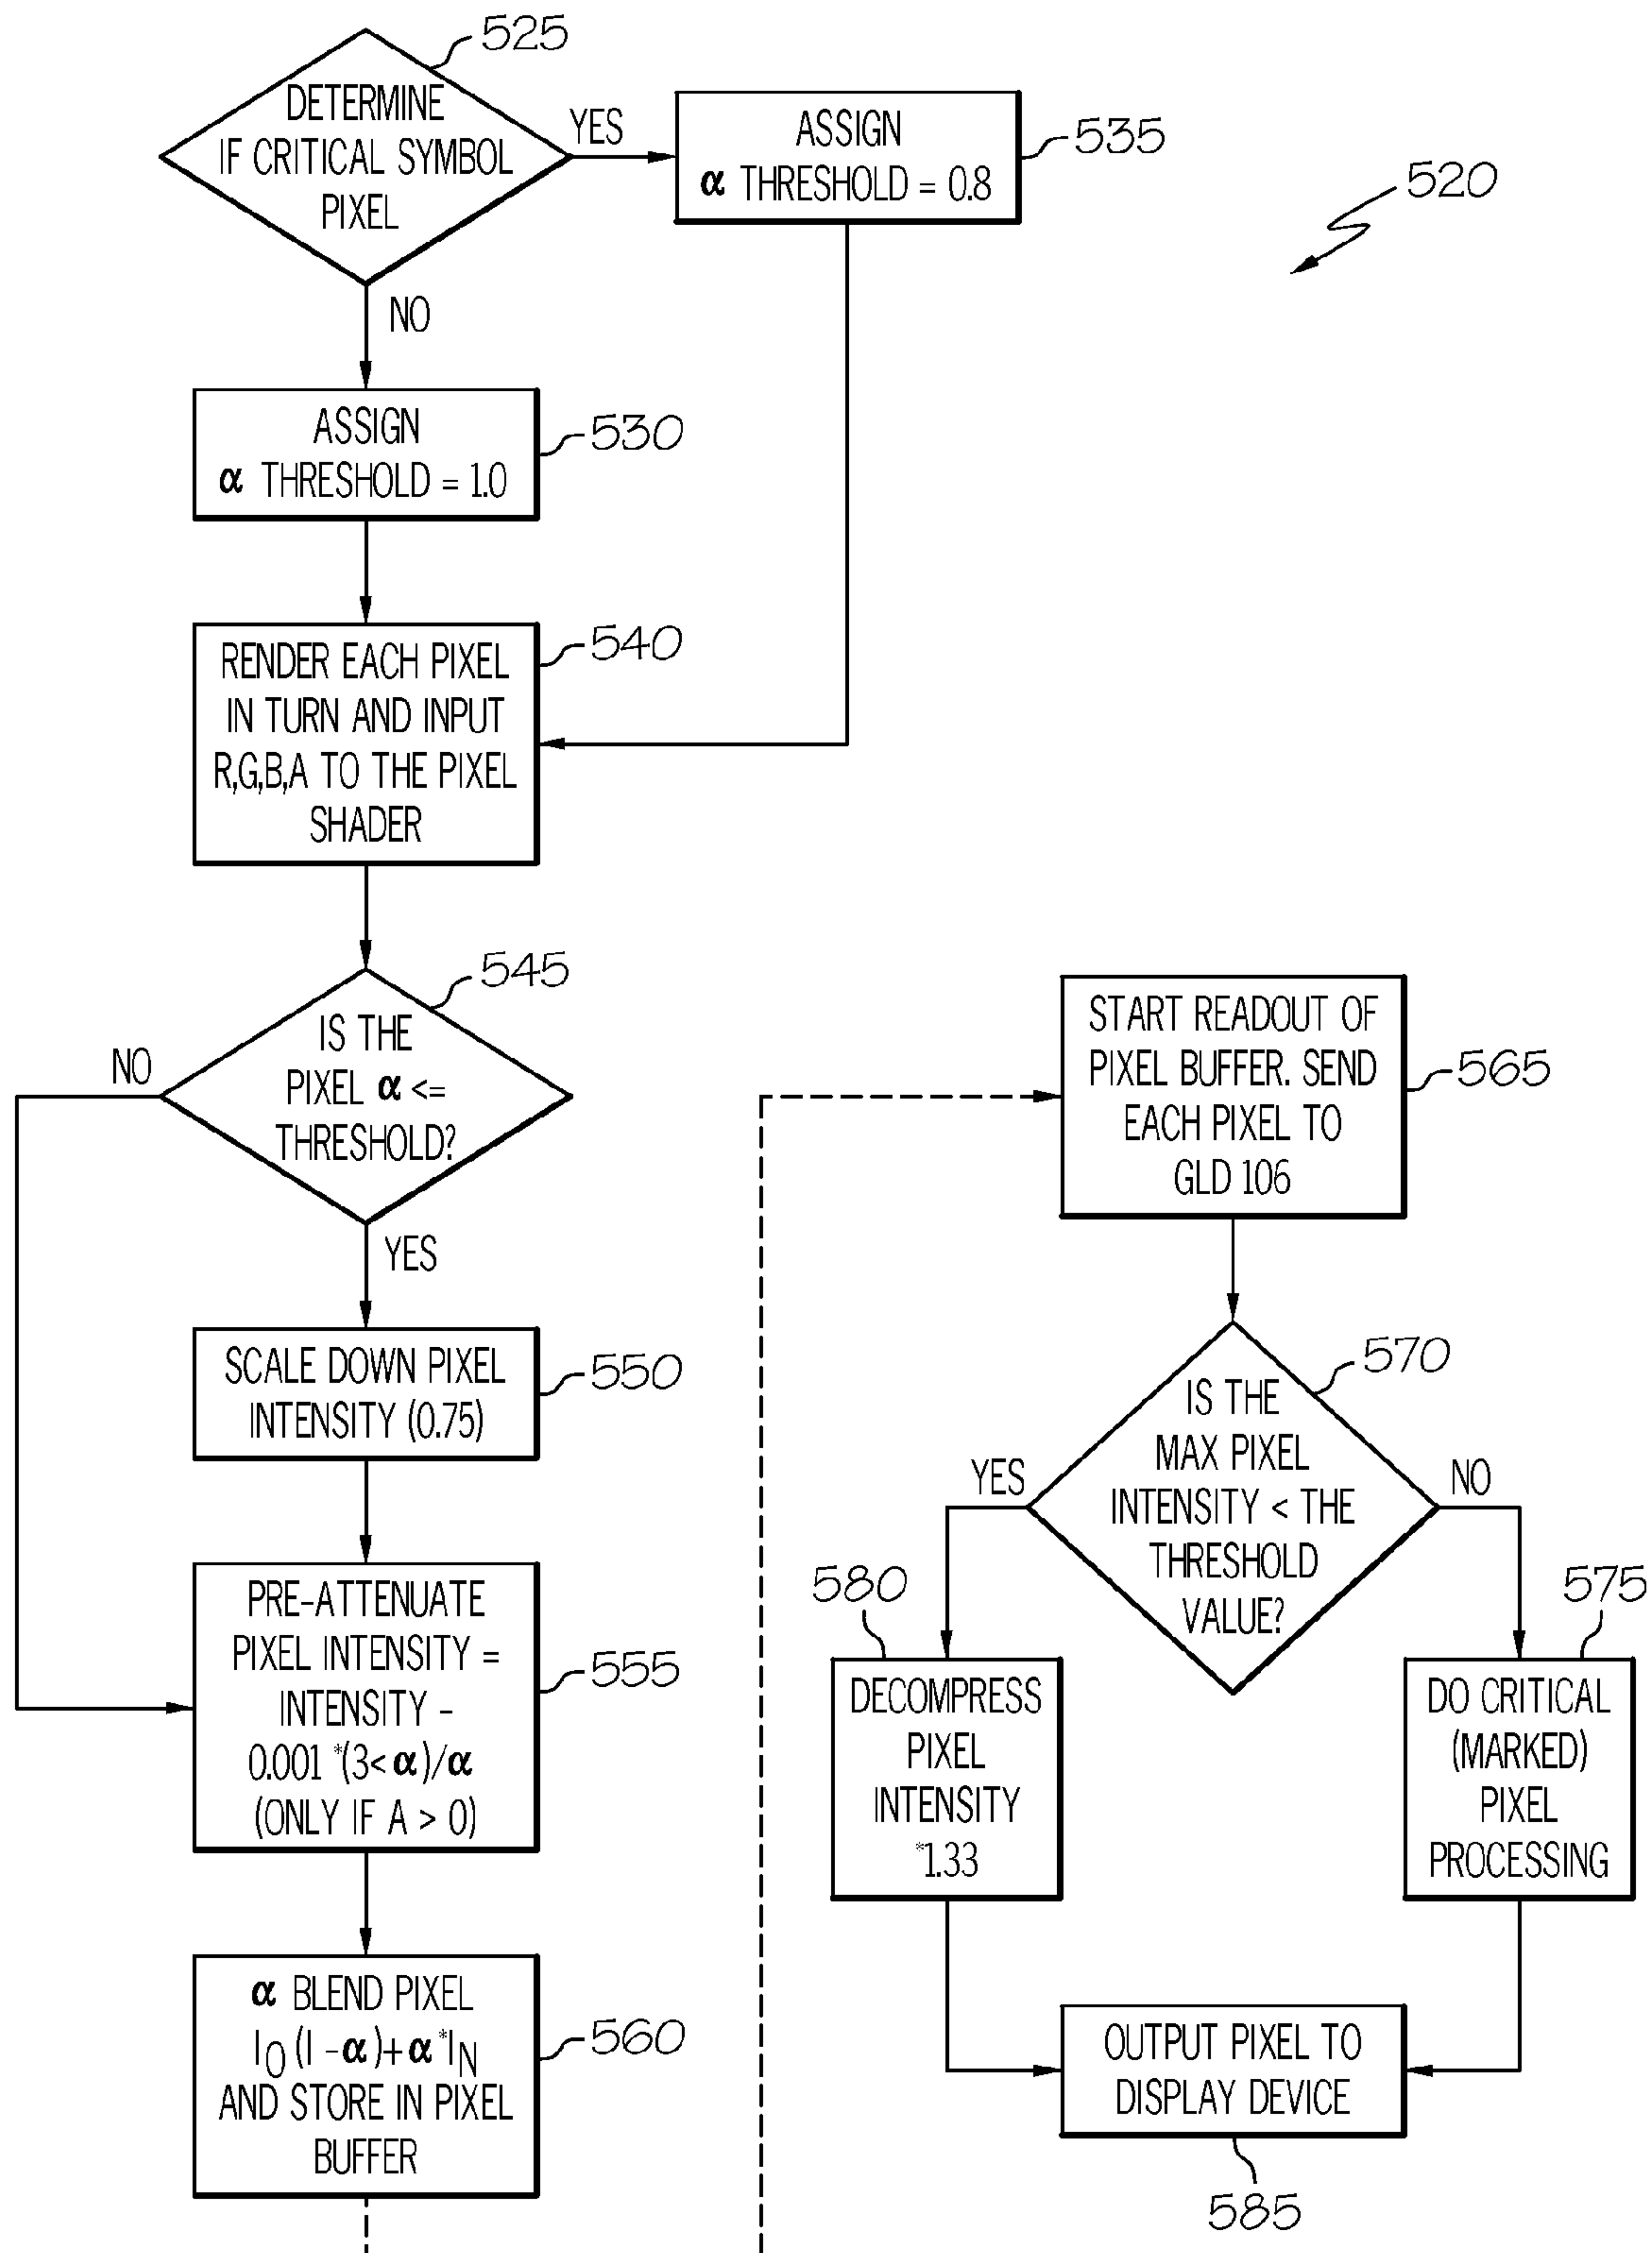 525
DETERMINE
IF CRITICAL SYMBOL
PIXEL
YES
ASSIGN
α THRESHOLD = 0.8
535
520
NO
ASSIGN
α THRESHOLD = 1.0
530
RENDER EACH PIXEL
IN TURN AND INPUT
R,G,B,A TO THE PIXEL
SHADER
540
545
IS THE
PIXEL α <=
THRESHOLD?
NO
YES
SCALE DOWN PIXEL
INTENSITY (0.75)
550
PRE-ATTENUATE
PIXEL INTENSITY =
INTENSITY -
0.001 *(3< α)/α
(ONLY IF A > 0)
555
α BLEND PIXEL
I₀ (I -α)+α *I_N
AND STORE IN PIXEL
BUFFER
560
START READOUT OF
PIXEL BUFFER. SEND
EACH PIXEL TO
GLD 106
565
570
IS THE
MAX PIXEL
INTENSITY < THE
THRESHOLD
VALUE?
YES
NO
580
DECOMPRESS
PIXEL
INTENSITY
*1.33
575
DO CRITICAL
(MARKED)
PIXEL
PROCESSING
OUTPUT PIXEL TO
DISPLAY DEVICE
585